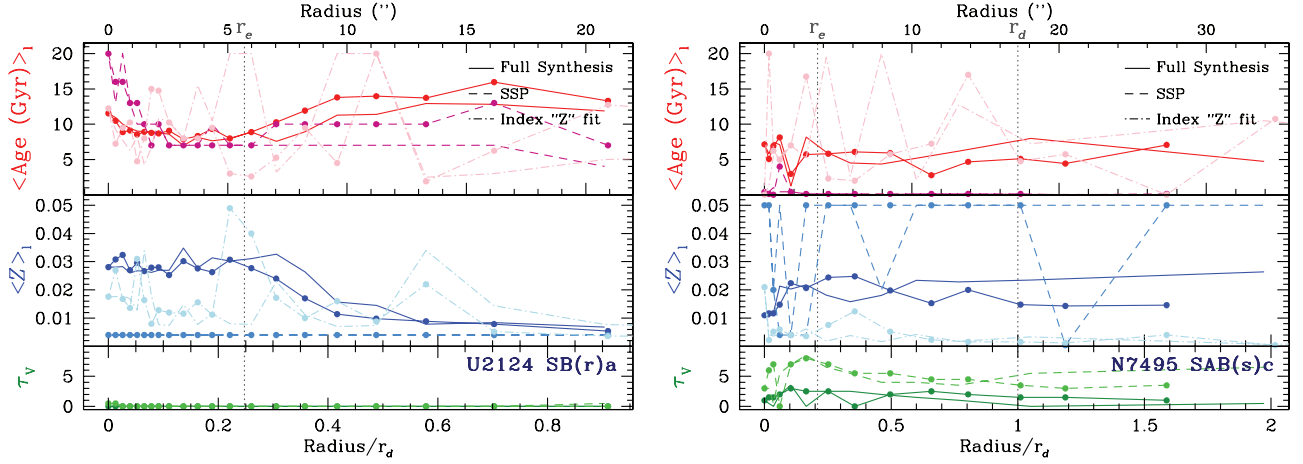 Radius (’’)
0 5 10 15 20
r_e
<Age (Gyr)>_l
20
15
10
5
Full Synthesis
SSP
Index "Z" fit
<Z>_l
0.05
0.04
0.03
0.02
0.01
τ_V
5
0
U2124 SB(r)a
0 0.2 0.4 0.6 0.8
Radius/r_d
Radius (’’)
0 10 20 30
r_e r_d
<Age (Gyr)>_l
20
15
10
5
Full Synthesis
SSP
Index "Z" fit
<Z>_l
0.05
0.04
0.03
0.02
0.01
τ_V
5
0
N7495 SAB(s)c
0 0.5 1 1.5 2
Radius/r_d